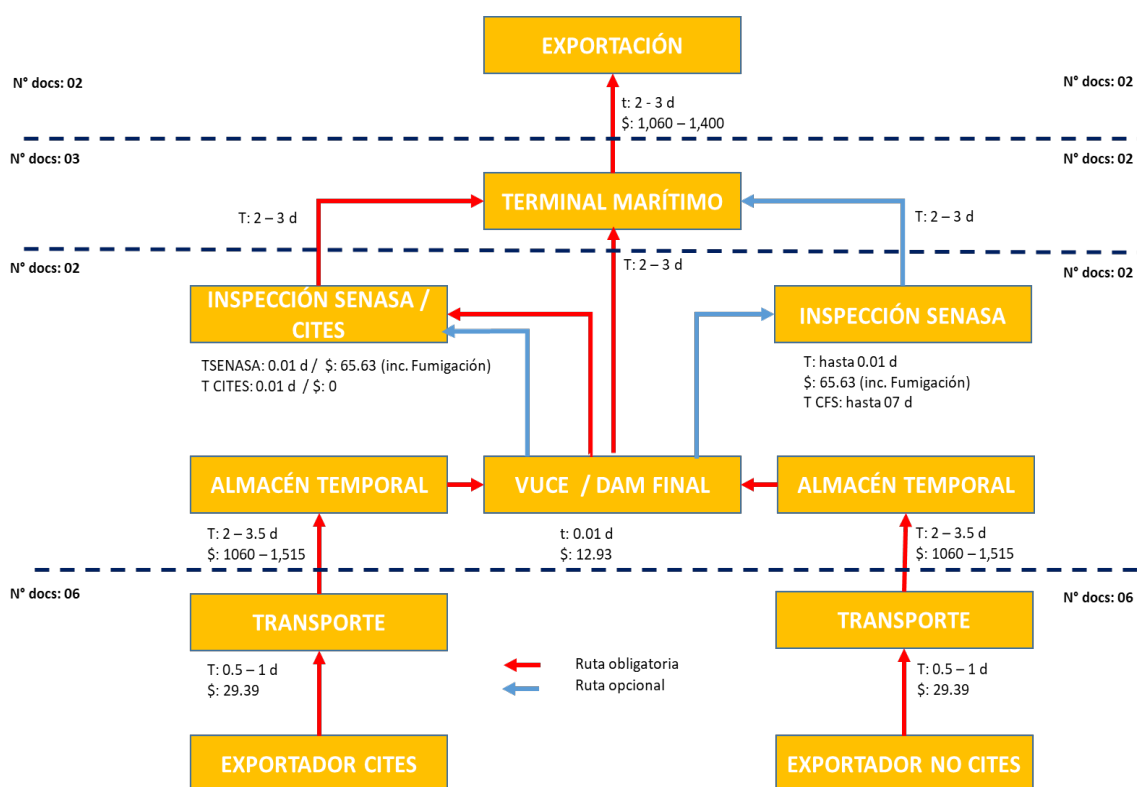 EXPORTACIÓN
N° docs: 02
N° docs: 02
t: 2 - 3 d
$: 1,060 – 1,400
N° docs: 03
N° docs: 02
TERMINAL MARÍTIMO
T: 2 – 3 d
T: 2 – 3 d
T: 2 – 3 d
N° docs: 02
N° docs: 02
INSPECCIÓN SENASA /
CITES
INSPECCIÓN SENASA
TSENASA: 0.01 d / $: 65.63 (inc. Fumigación)
T CITES: 0.01 d / $: 0
T: hasta 0.01 d
$: 65.63 (inc. Fumigación)
T CFS: hasta 07 d
ALMACÉN TEMPORAL
VUCE / DAM FINAL
ALMACÉN TEMPORAL
T: 2 – 3.5 d
$: 1060 – 1,515
t: 0.01 d
$: 12.93
T: 2 – 3.5 d
$: 1060 – 1,515
N° docs: 06
N° docs: 06
TRANSPORTE
TRANSPORTE
T: 0.5 – 1 d
$: 29.39
Ruta obligatoria
Ruta opcional
T: 0.5 – 1 d
$: 29.39
EXPORTADOR CITES
EXPORTADOR NO CITES